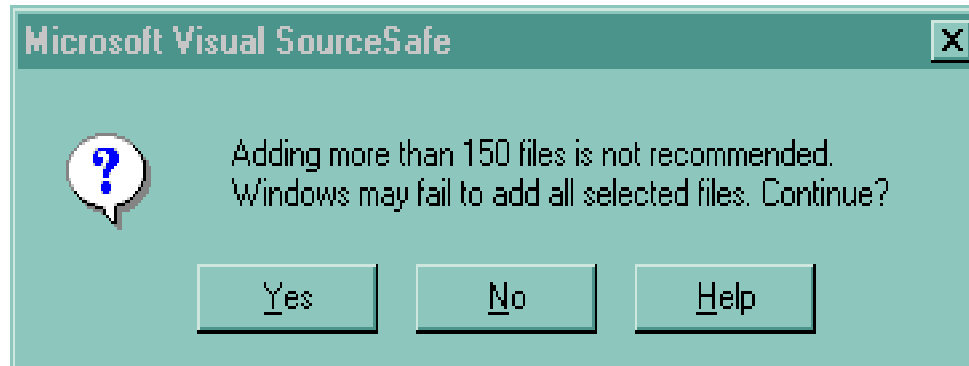 Microsoft Visual SourceSafe
X
?
Adding more than 150 files is not recommended.
Windows may fail to add all selected files. Continue?
Yes No Help